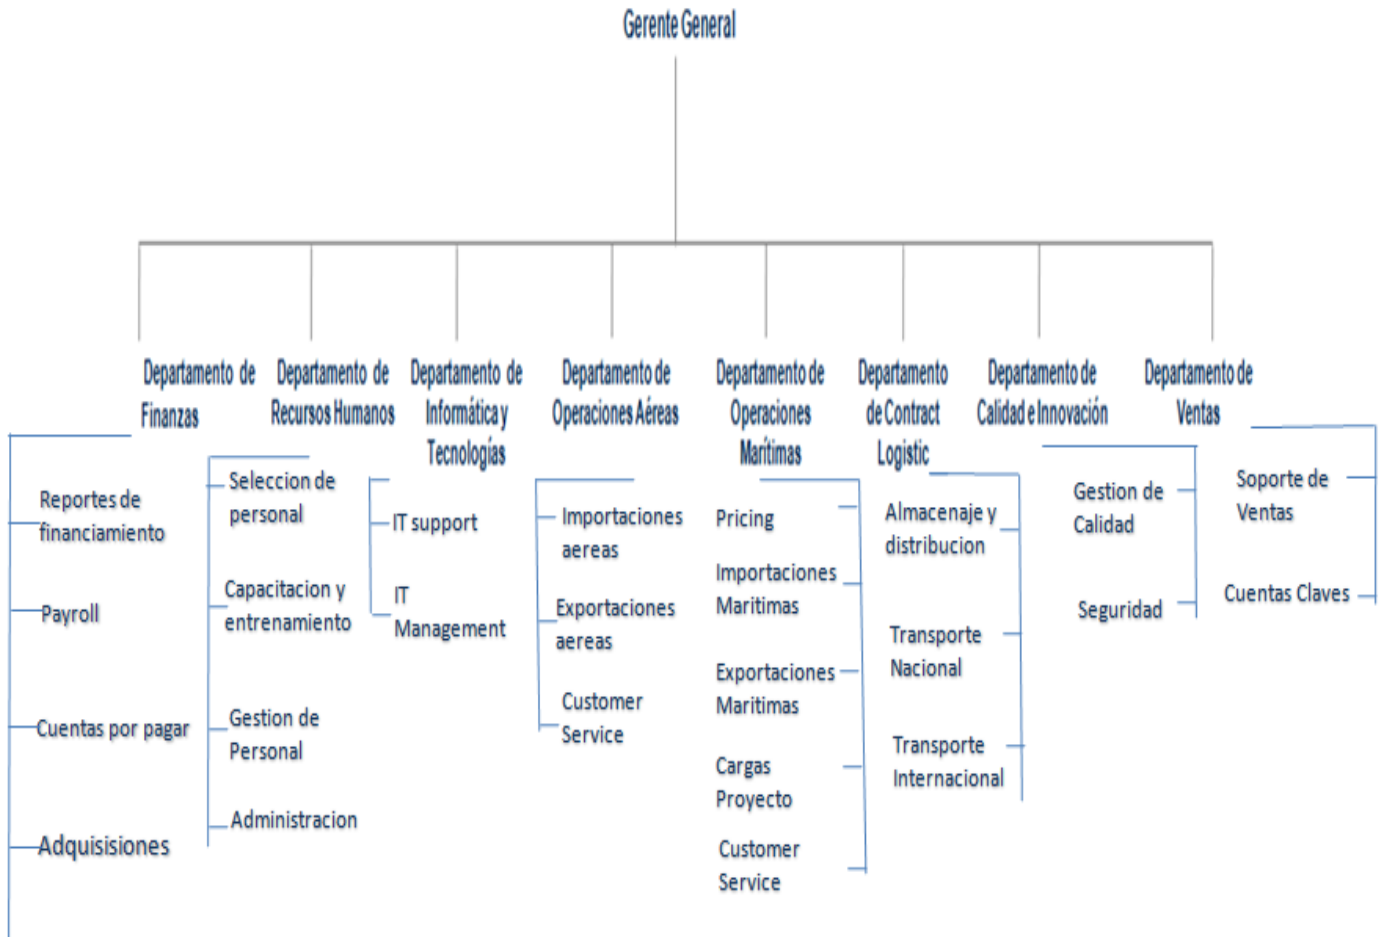 Gerente General
Departamento de
Finanzas
Departamento de
Recursos Humanos
Departamento de
Informática y
Tecnologías
Departamento de
Operaciones Aéreas
Departamento de
Operaciones
Marítimas
Departamento
de Contract
Logistic
Departamento de
Calidad e Innovación
Departamento de
Ventas
Reportes de
financiamiento
Payroll
Cuentas por pagar
Adquisisiones
Seleccion de
personal
Capacitacion y
entrenamiento
Gestion de
Personal
Administracion
IT support
IT
Management
Importaciones
aereas
Exportaciones
aereas
Customer
Service
Pricing
Importaciones
Maritimas
Exportaciones
Maritimas
Cargas
Proyecto
Customer
Service
Almacenaje y
distribucion
Transporte
Nacional
Transporte
Internacional
Gestion de
Calidad
Seguridad
Soporte de
Ventas
Cuentas Claves